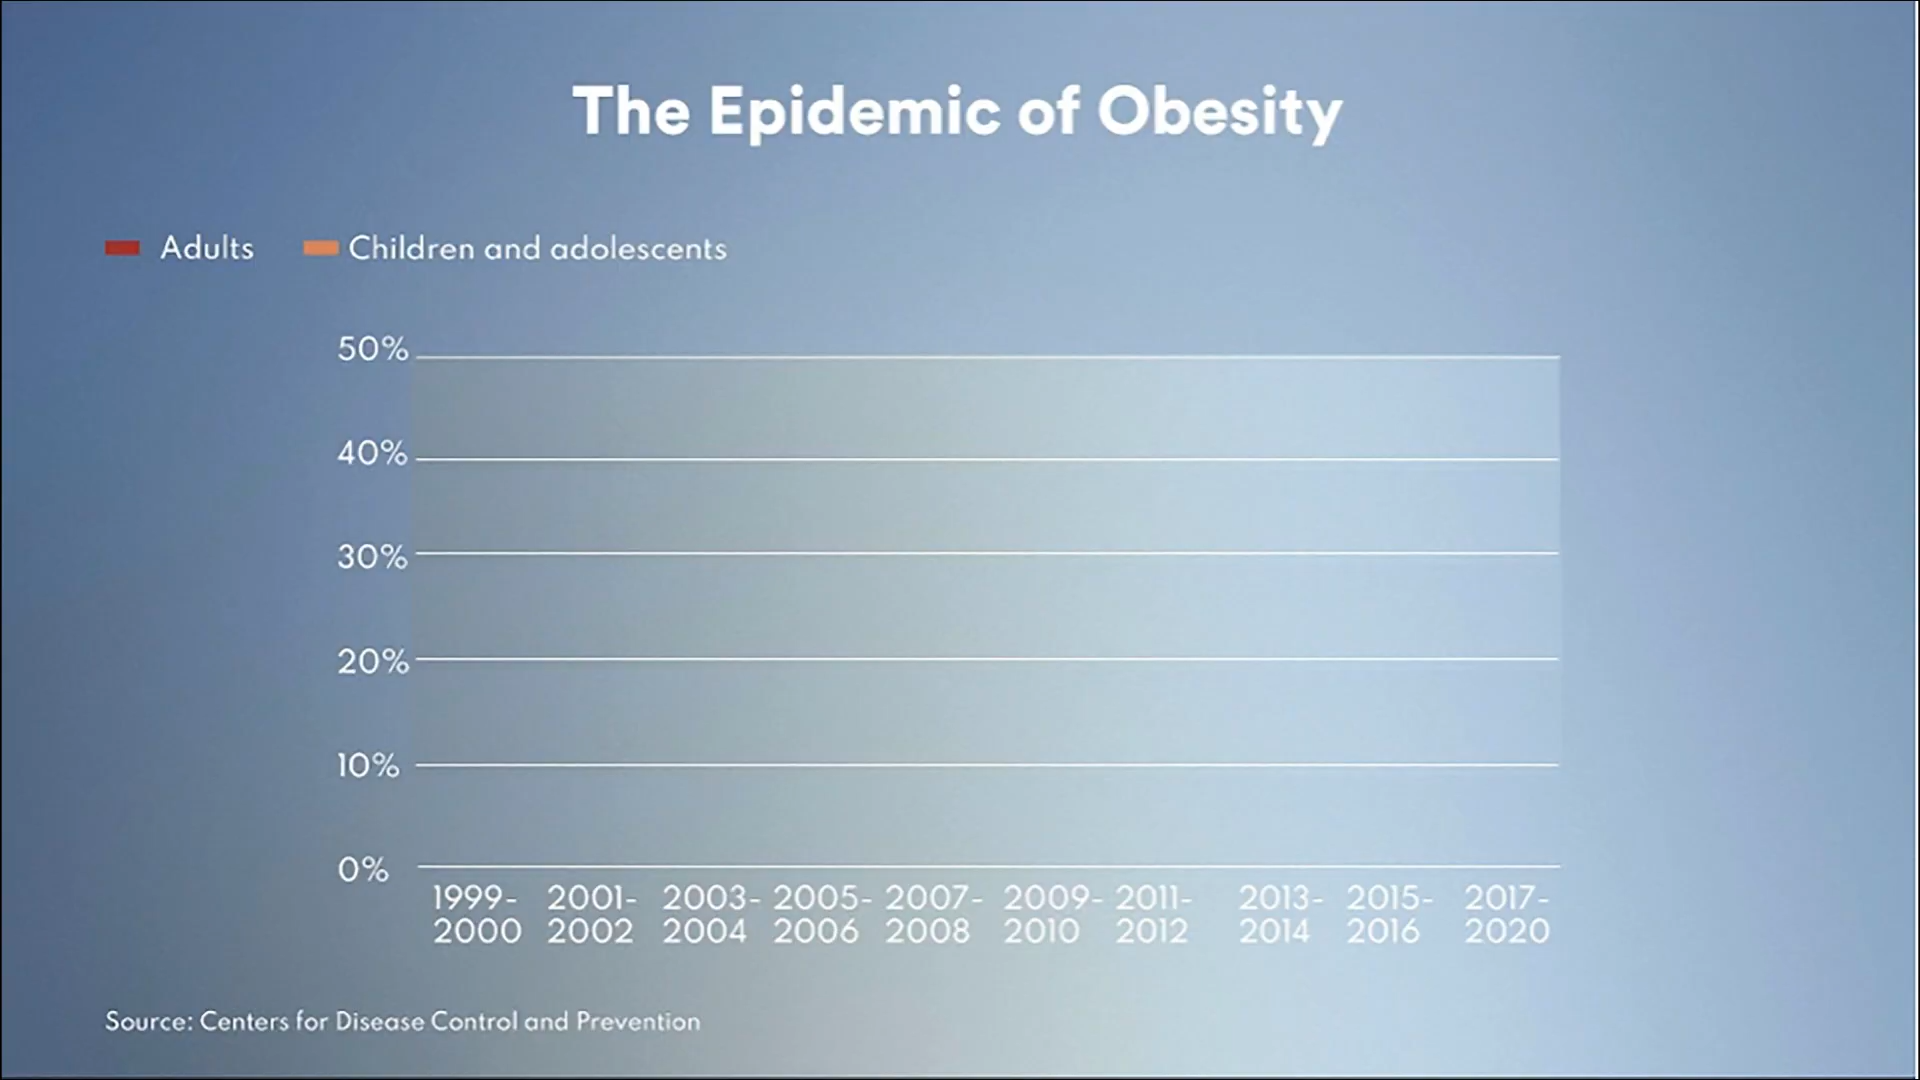 The Epidemic of Obesity
Adults
Children and adolescents
50%
40%
30%
20%
10%
0%
1999- 2001- 2003- 2005- 2007- 2009- 2011- 2013- 2015- 2017-
2000 2002 2004 2006 2008 2010 2012 2014 2016 2020
Source: Centers for Disease Control and Prevention